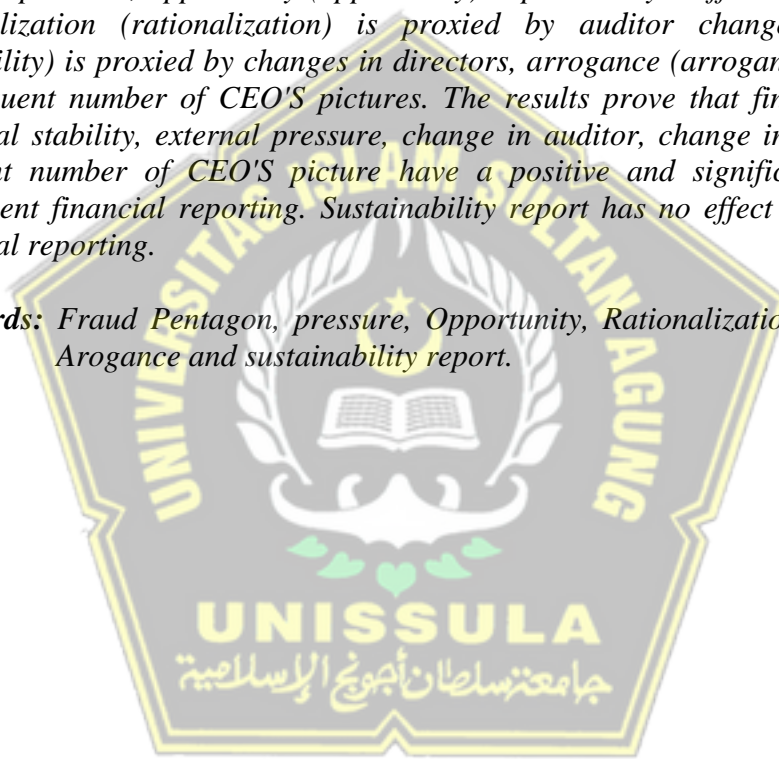 lization (rationalization) is proxied by auditor chang
ility) is proxied by changes in directors, arrogance (arrogan
uent number of CEO'S pictures. The results prove that fin
al stability, external pressure, change in auditor, change in
nt number of CEO'S picture have a positive and signific
ent financial reporting. Sustainability report has no effect
al reporting.
rds: Fraud Pentagon, pressure, Opportunity, Rationalizatio
Arogance and sustainability report.
UNIVERSITAS ISLAM SULTAN AGUNG
UNISSULA
جامعة سلطان أجونج الإسلامية